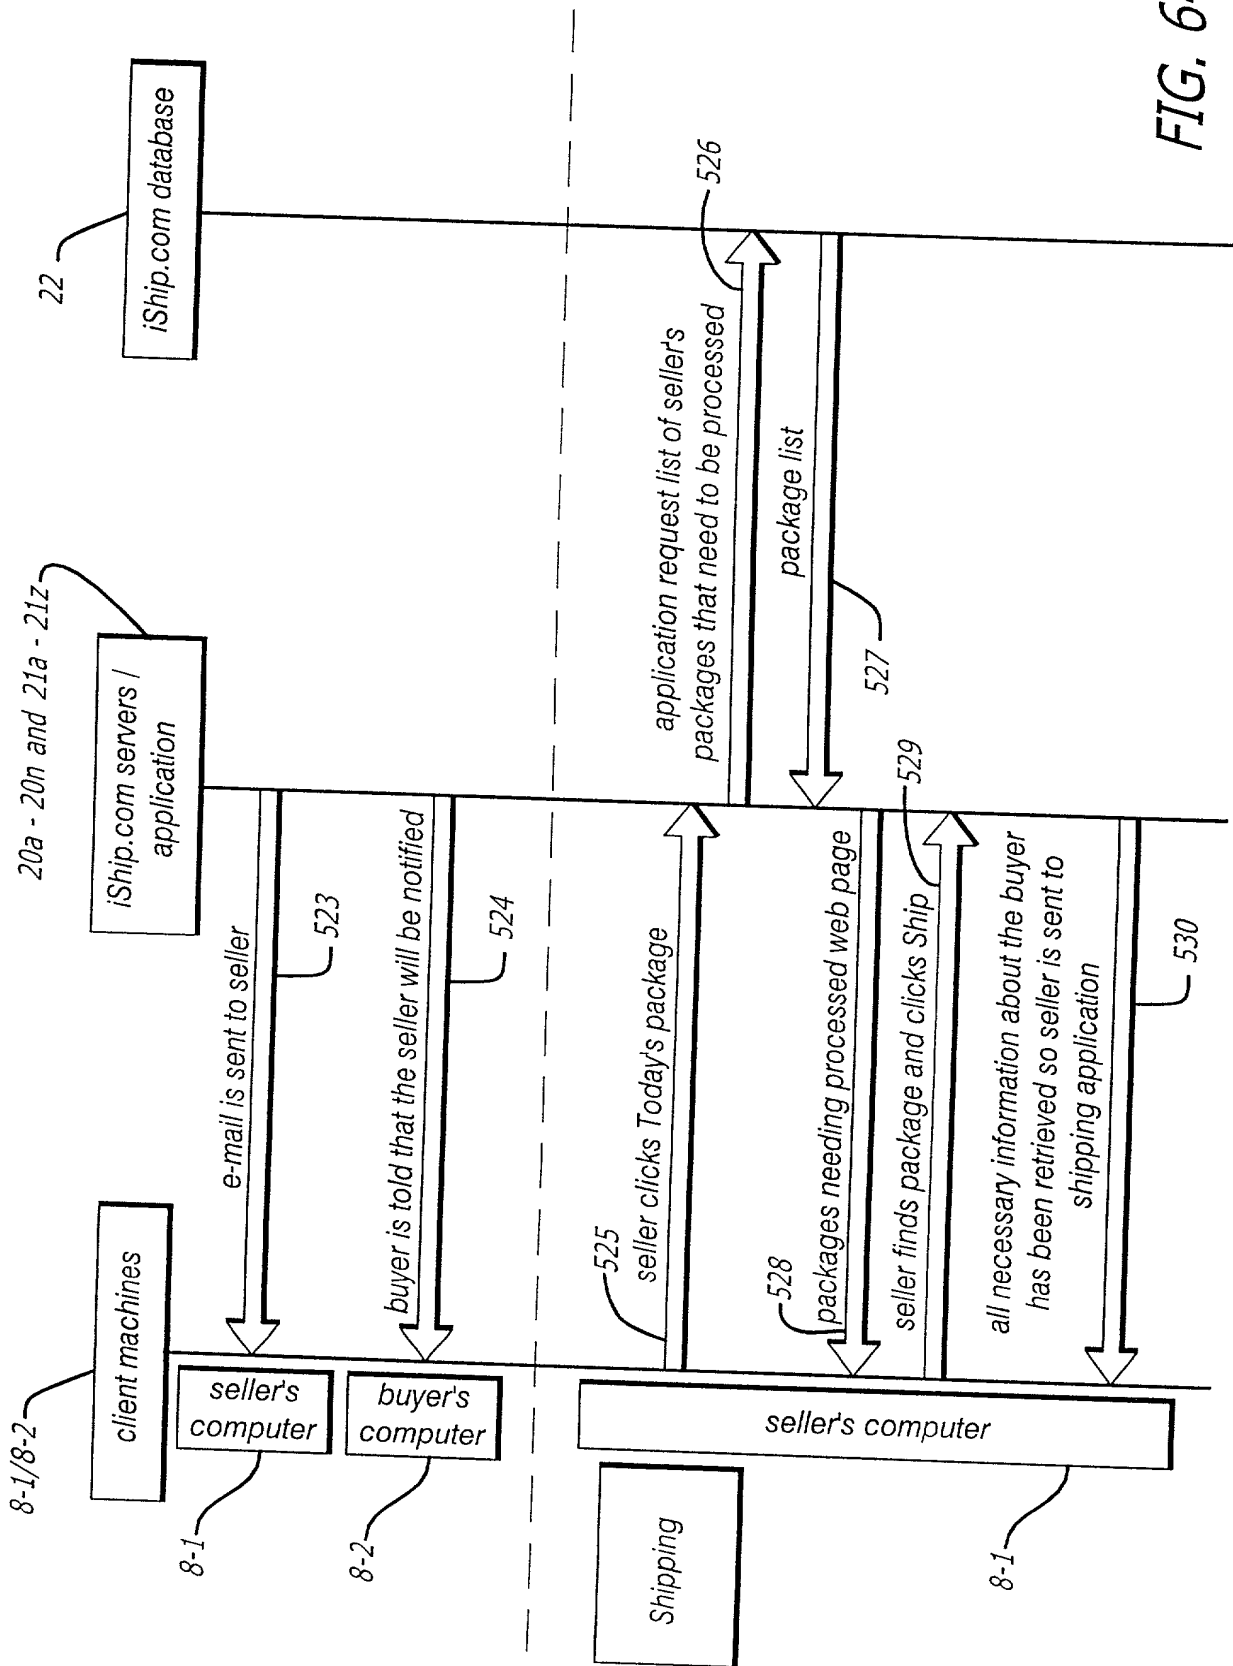 8-1/8-2
client machines
20a - 20n and 21a - 21z
iShip.com servers /
application
22
iShip.com database
8-1
seller's
computer
e-mail is sent to seller
523
8-2
buyer's
computer
buyer is told that the seller will be notified
524
Shipping
8-1
seller's computer
525
seller clicks Today's package
application request list of sellers
packages that need to be processed
526
package list
527
528
packages needing processed web page
seller finds package and clicks Ship
529
all necessary information about the buyer
has been retrieved so seller is sent to
shipping application
530